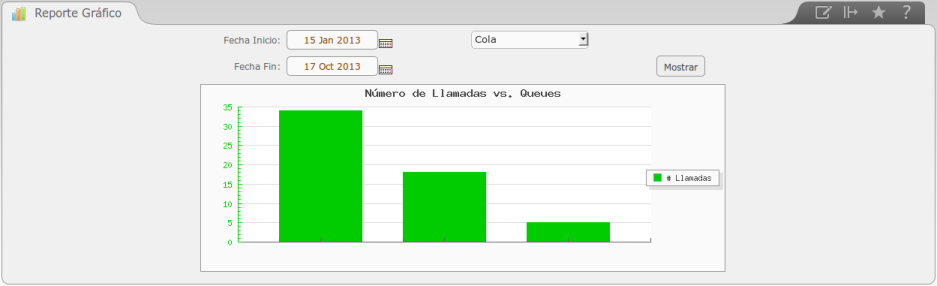 Reporte Gráfico
?
Fecha Inicio: 15 Jan 2013 Cola
Fecha Fin: 17 Oct 2013 Mostrar
Número de Llamadas vs. Queues
35
30
25
20
15
10
5
0
# Llamadas